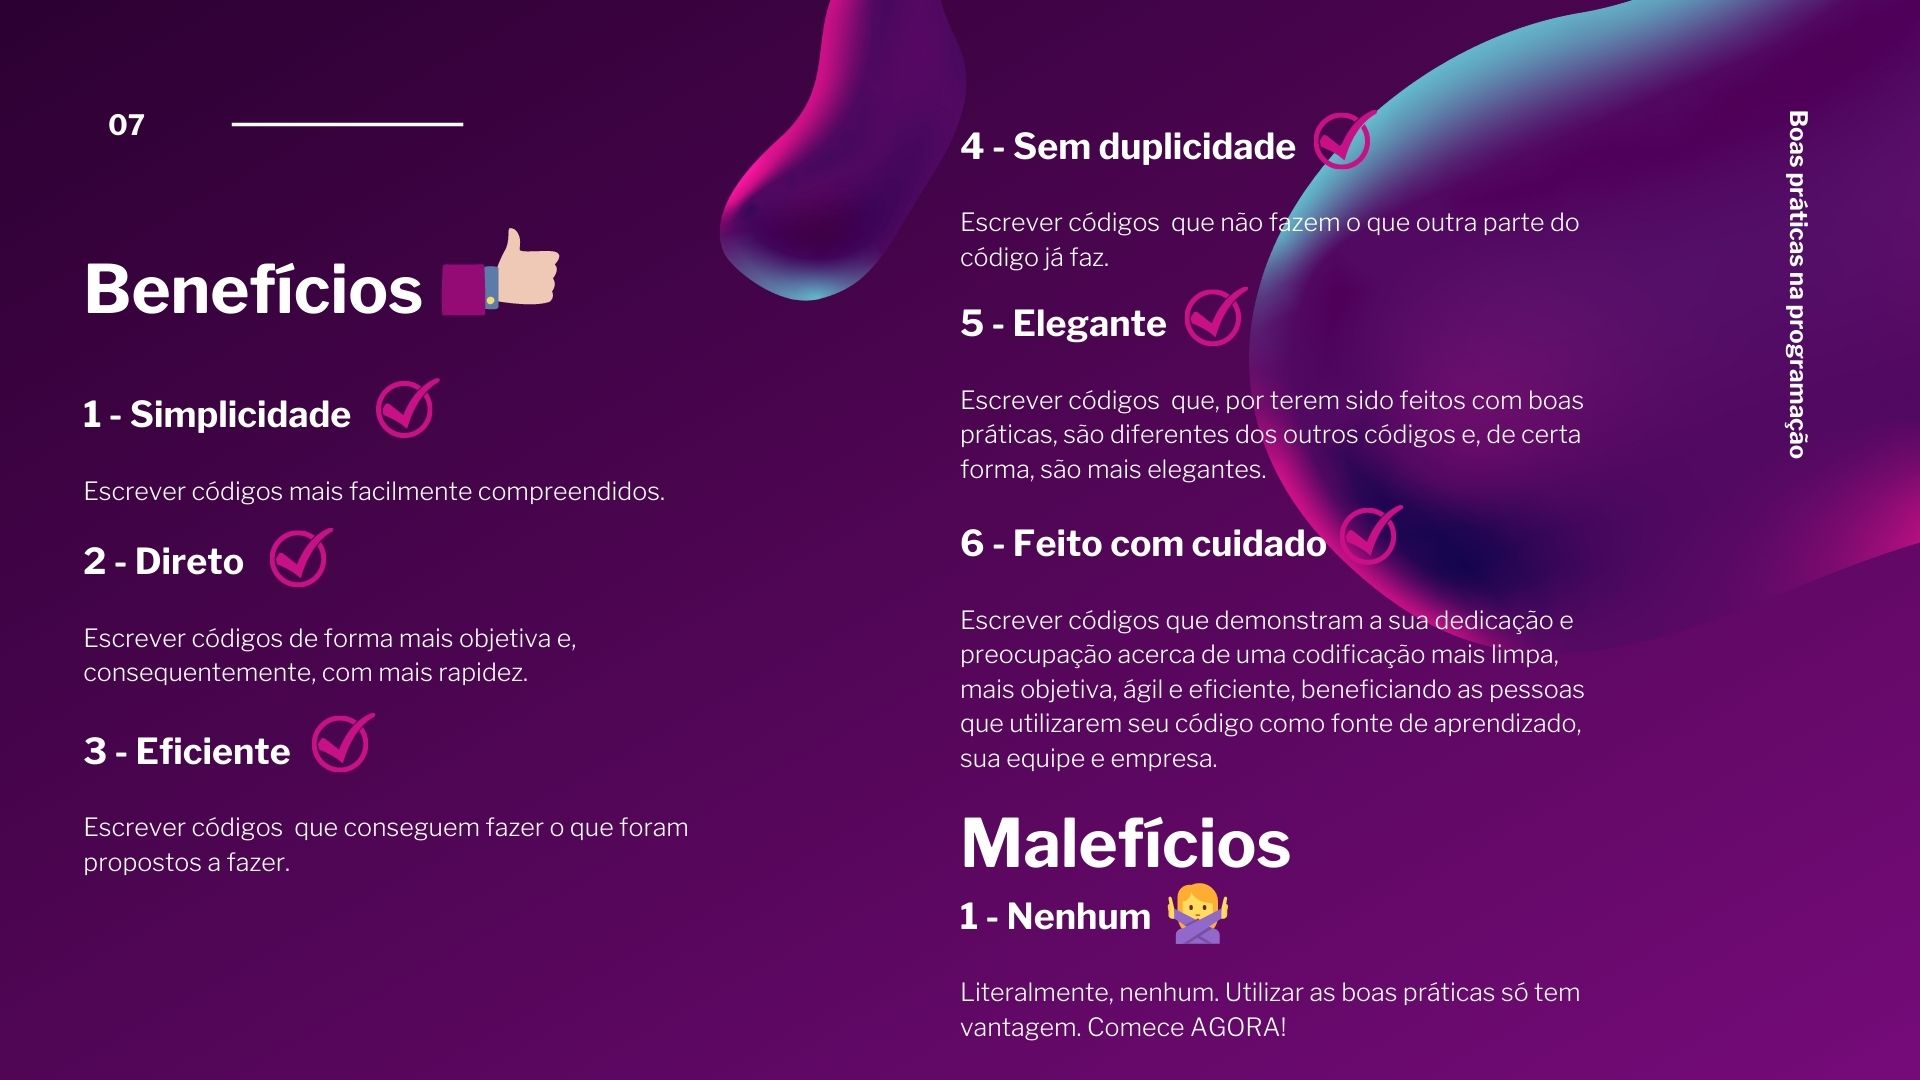 07
Benefícios
1 - Simplicidade
Escrever códigos mais facilmente compreendidos.
2 - Direto
Escrever códigos de forma mais objetiva e,
consequentemente, com mais rapidez.
3 - Eficiente
Escrever códigos  que conseguem fazer o que foram
propostos a fazer.
4 - Sem duplicidade
Escrever códigos  que não fazem o que outra parte do
código já faz.
5 - Elegante
Escrever códigos  que, por terem sido feitos com boas
práticas, são diferentes dos outros códigos e, de certa
forma, são mais elegantes.
6 - Feito com cuidado
Escrever códigos que demonstram a sua dedicação e
preocupação acerca de uma codificação mais limpa,
mais objetiva, ágil e eficiente, beneficiando as pessoas
que utilizarem seu código como fonte de aprendizado,
sua equipe e empresa.
Malefícios
1 - Nenhum
Literalmente, nenhum. Utilizar as boas práticas só tem
vantagem. Comece AGORA!
Boas práticas na programação